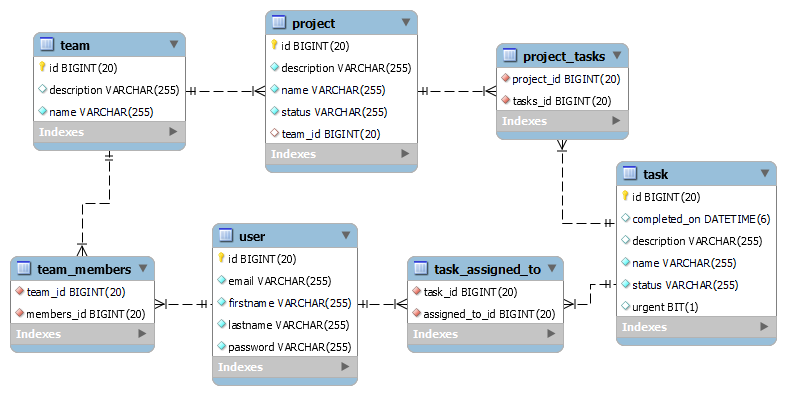 team
id BIGINT(20)
description VARCHAR(255)
name VARCHAR(255)
Indexes
project
id BIGINT(20)
description VARCHAR(255)
name VARCHAR(255)
status VARCHAR(255)
team_id BIGINT(20)
Indexes
project_tasks
project_id BIGINT(20)
tasks_id BIGINT(20)
Indexes
task
id BIGINT(20)
completed_on DATETIME(6)
description VARCHAR(255)
name VARCHAR(255)
status VARCHAR(255)
urgent BIT(1)
Indexes
team_members
team_id BIGINT(20)
members_id BIGINT(20)
Indexes
user
id BIGINT(20)
email VARCHAR(255)
firstname VARCHAR(255)
lastname VARCHAR(255)
password VARCHAR(255)
Indexes
task_assigned_to
task_id BIGINT(20)
assigned_to_id BIGINT(20)
Indexes